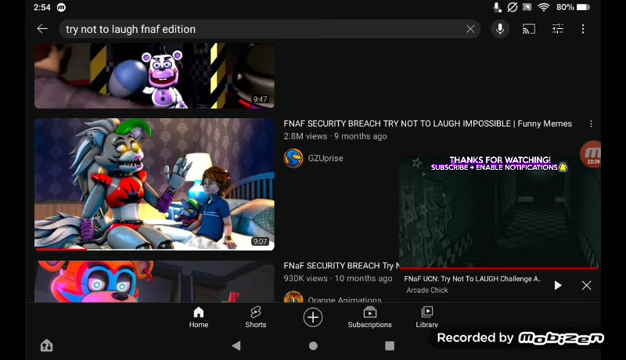 2:54
80%
try not to laugh fnaf edition
9:47
FNAF SECURITY BREACH TRY NOT TO LAUGH IMPOSSIBLE | Funny Memes
2.8M views · 9 months ago
GZUprise
23:39
THANKS FOR WATCHING!
SUBSCRIBE + ENABLE NOTIFICATIONS
9:07
FNaF SECURITY BREACH Try N
930K views · 10 months ago
FNaF UCN: Try Not To LAUGH Challenge A..
Arcade Chick
Orange Animations
Home
Shorts
Subscriptions
Library
Recorded by MOBIZEN